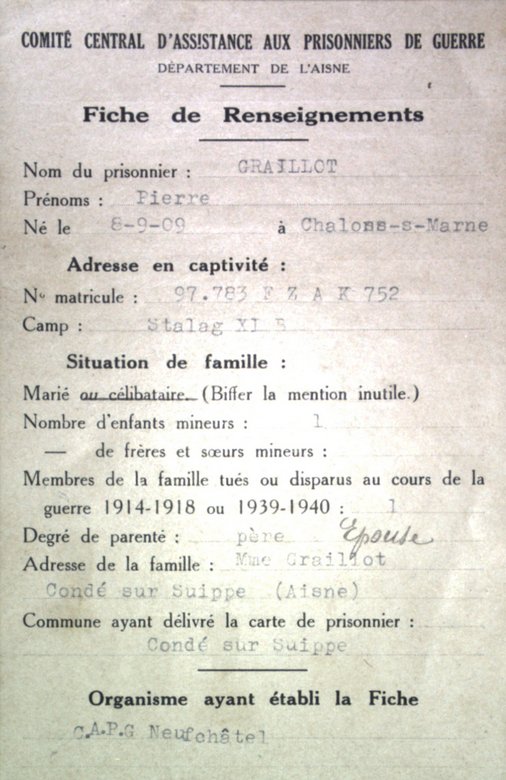 COMITÉ CENTRAL D'ASSISTANCE AUX PRISONNIERS DE GUERRE
DÉPARTEMENT DE L'AISNE
Fiche de Renseignements
Nom du prisonnier : GRAILLOT
Prénoms : Pierre
Né le 8-9-09 à Chalons-s-Marne
Adresse en captivité :
No matricule : 97.783 F Z A K 752
Camp : Stalag XI B
Situation de famille :
Marié ou célibataire. (Biffer la mention inutile.)
Nombre d'enfants mineurs : 1
— de frères et sœurs mineurs :
Membres de la famille tués ou disparus au cours de la
guerre 1914-1918 ou 1939-1940 : 1
Degré de parenté : père Epouse
Adresse de la famille : Mme Graillot
Condé sur Suippe (Aisne)
Commune ayant délivré la carte de prisonnier :
Condé sur Suippe
Organisme ayant établi la Fiche
C.A.P.G Neufchâtel